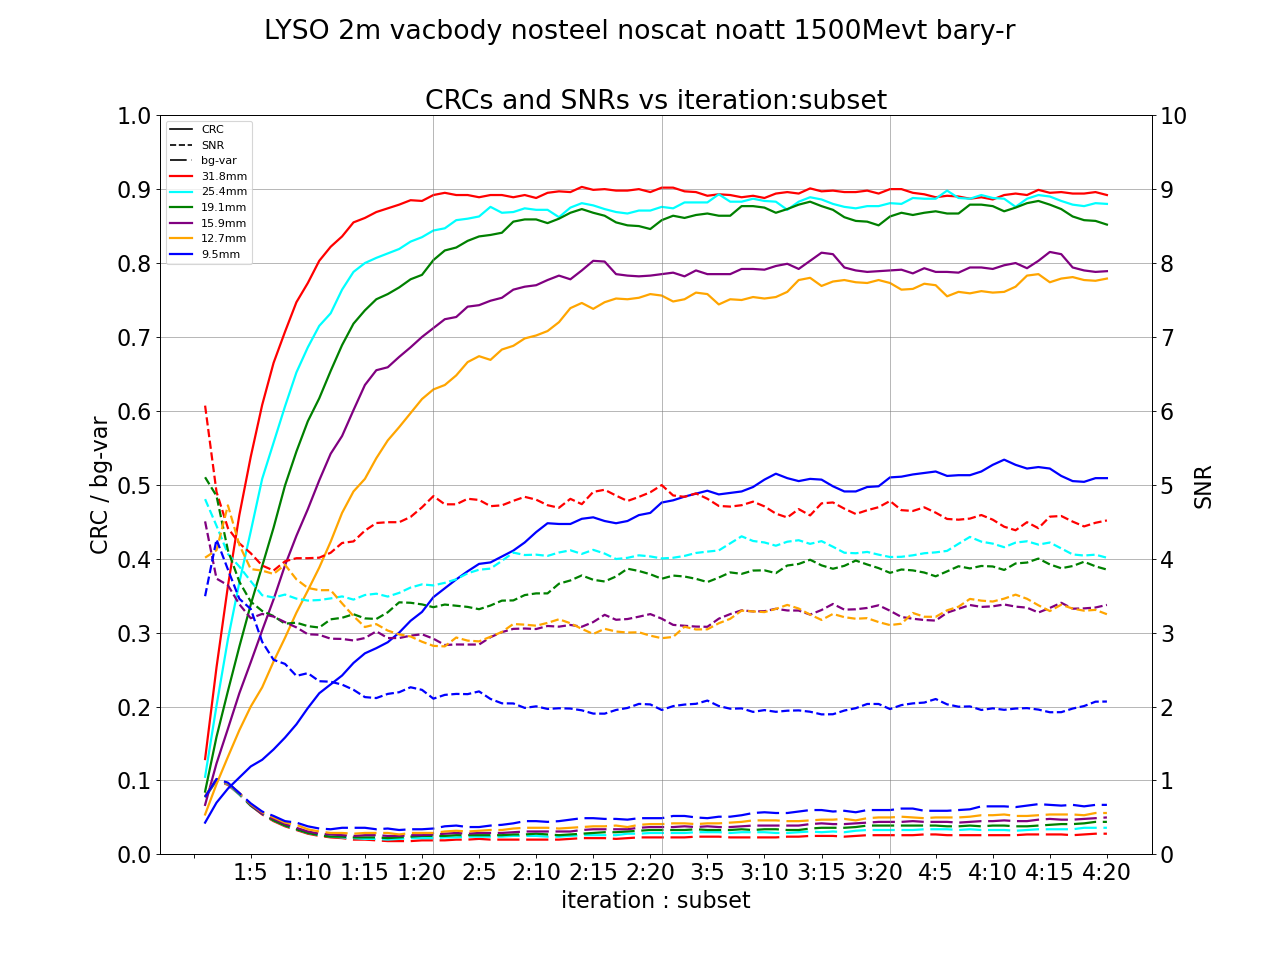 LYSO 2m vacbody nosteel noscat noatt 1500Mevt bary-r
CRCs and SNRs vs iteration:subset
CRC
SNR
bg-var
31.8mm
25.4mm
19.1mm
15.9mm
12.7mm
9.5mm
CRC / bg-var
1.0
0.9
0.8
0.7
0.6
0.5
0.4
0.3
0.2
0.1
0.0
10
9
8
7
6
5
4
3
2
1
0
SNR
1:5 1:10 1:15 1:20 2:5 2:10 2:15 2:20 3:5 3:10 3:15 3:20 4:5 4:10 4:15 4:20
iteration : subset